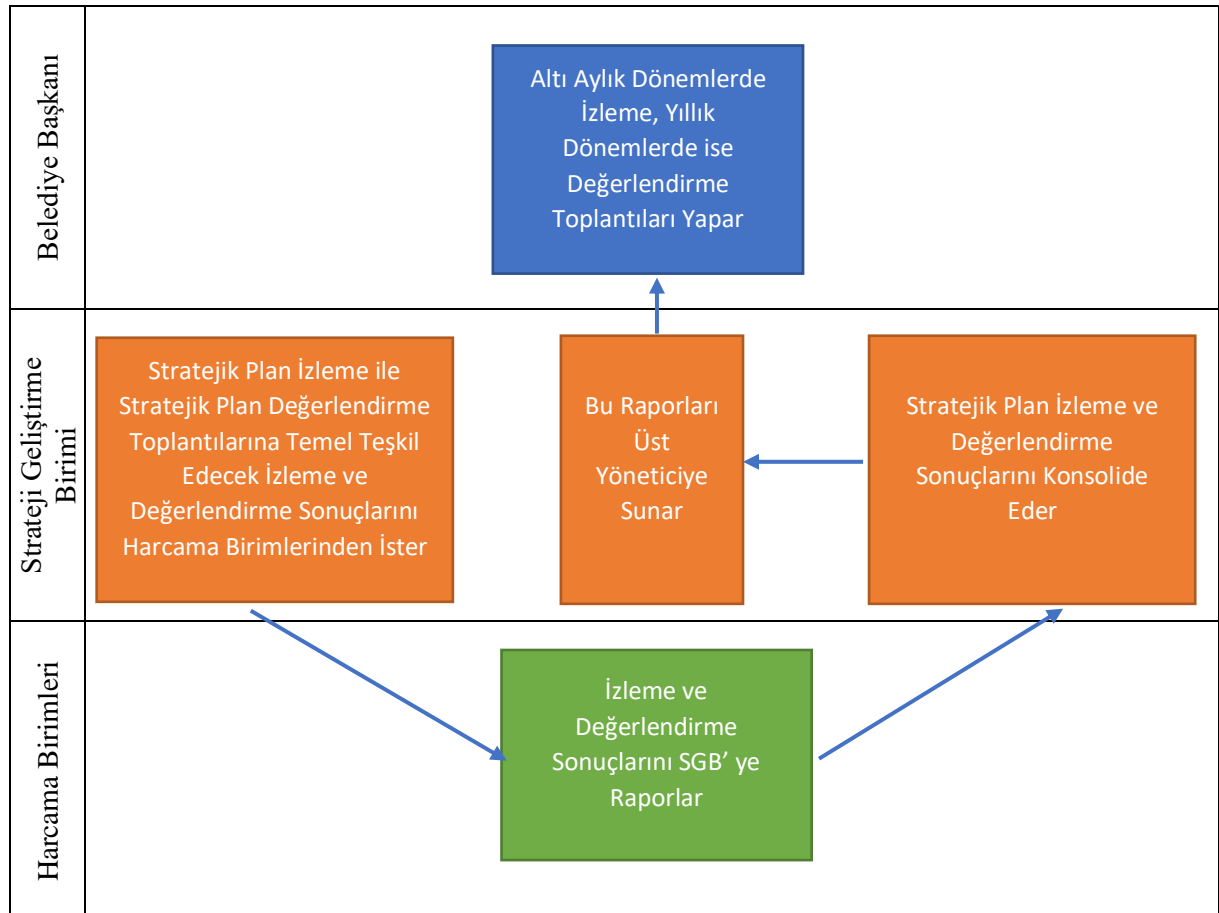 Belediye Başkanı
Altı Aylık Dönemlerde
İzleme, Yıllık
Dönemlerde ise
Değerlendirme
Toplantıları Yapar
Strateji Geliştirme
Birimi
Stratejik Plan İzleme ile
Stratejik Plan Değerlendirme
Toplantılarına Temel Teşkil
Edecek İzleme ve
Değerlendirme Sonuçlarını
Harcama Birimlerinden İster
Bu Raporları
Üst
Yöneticiye
Sunar
Stratejik Plan İzleme ve
Değerlendirme
Sonuçlarını Konsolide
Eder
Harcama Birimleri
İzleme ve
Değerlendirme
Sonuçlarını SGB’ ye
Raporlar